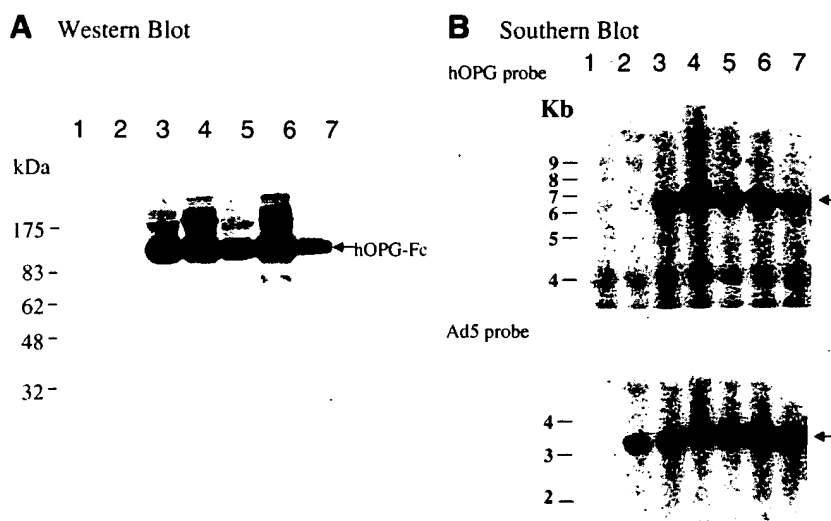 A Western Blot
1 2 3 4 5 6 7
kDa
175
83
62
48
32
hOPG-Fc
B Southern Blot
hOPG probe
1 2 3 4 5 6 7
Kb
9
8
7
6
5
4
Ad5 probe
4
3
2